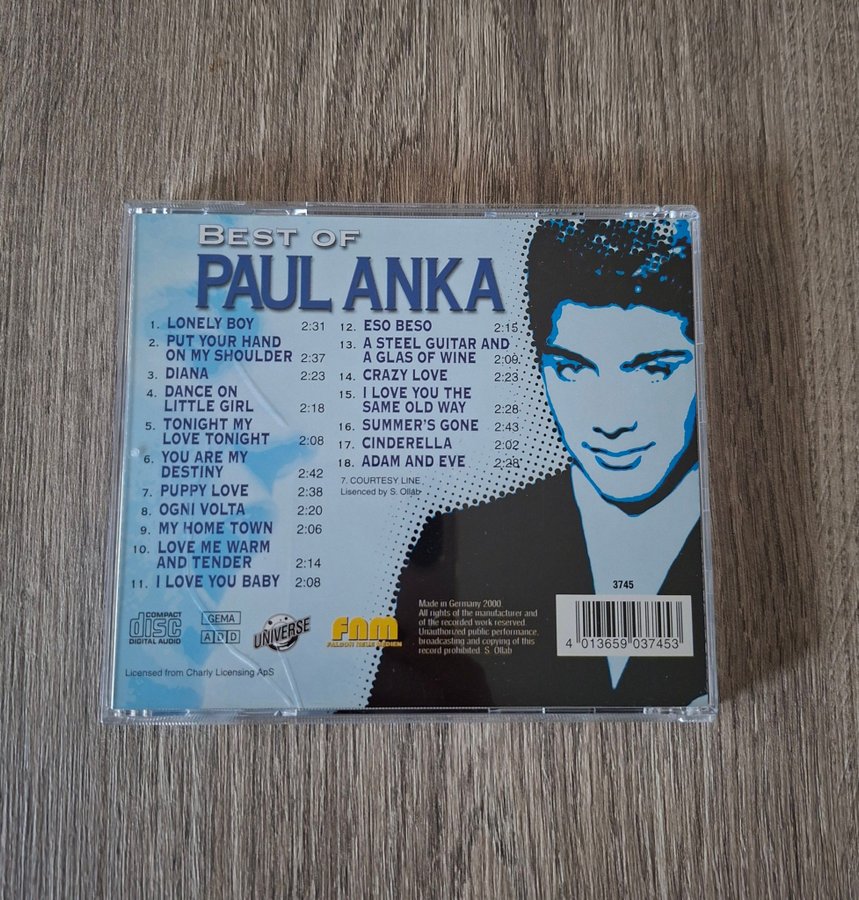 BEST OF
PAUL ANKA
1. LONELY BOY 2:31
2. PUT YOUR HAND
ON MY SHOULDER 2:37
3. DIANA 2:23
4. DANCE ON
LITTLE GIRL 2:18
5. TONIGHT MY
LOVE TONIGHT 2:08
6. YOU ARE MY
DESTINY 2:42
7. PUPPY LOVE 2:38
8. OGNI VOLTA 2:20
9. MY HOME TOWN 2:06
10. LOVE ME WARM
AND TENDER 2:14
11. I LOVE YOU BABY 2:08
12. ESO BESO 2:15
13. A STEEL GUITAR AND
A GLAS OF WINE 2:09
14. CRAZY LOVE 2:23
15. I LOVE YOU THE
SAME OLD WAY 2:28
16. SUMMER'S GONE 2:43
17. CINDERELLA 2:02
18. ADAM AND EVE 2:28
7. COURTESY LINE
Lisenced by S. Ollab
COMPACT
disc
DIGITAL AUDIO
GEMA
ADD
UNIVERSE
FNM
FALCON NEUE MEDIEN
Licensed from Charly Licensing ApS
Made in Germany 2000.
All rights of the manufacturer and
of the recorded work reserved.
Unauthorized public performance,
broadcasting and copying of this
record prohibited. S. Ollab
3745
4 013659 037453